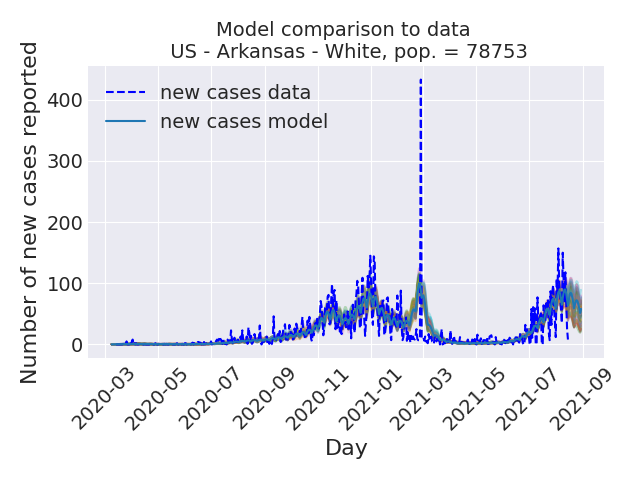 Model comparison to data
US - Arkansas - White, pop. = 78753
Number of new cases reported
new cases data
new cases model
400
300
200
100
0
2020-03
2020-05
2020-07
2020-09
2020-11
2021-01
2021-03
2021-05
2021-07
2021-09
Day